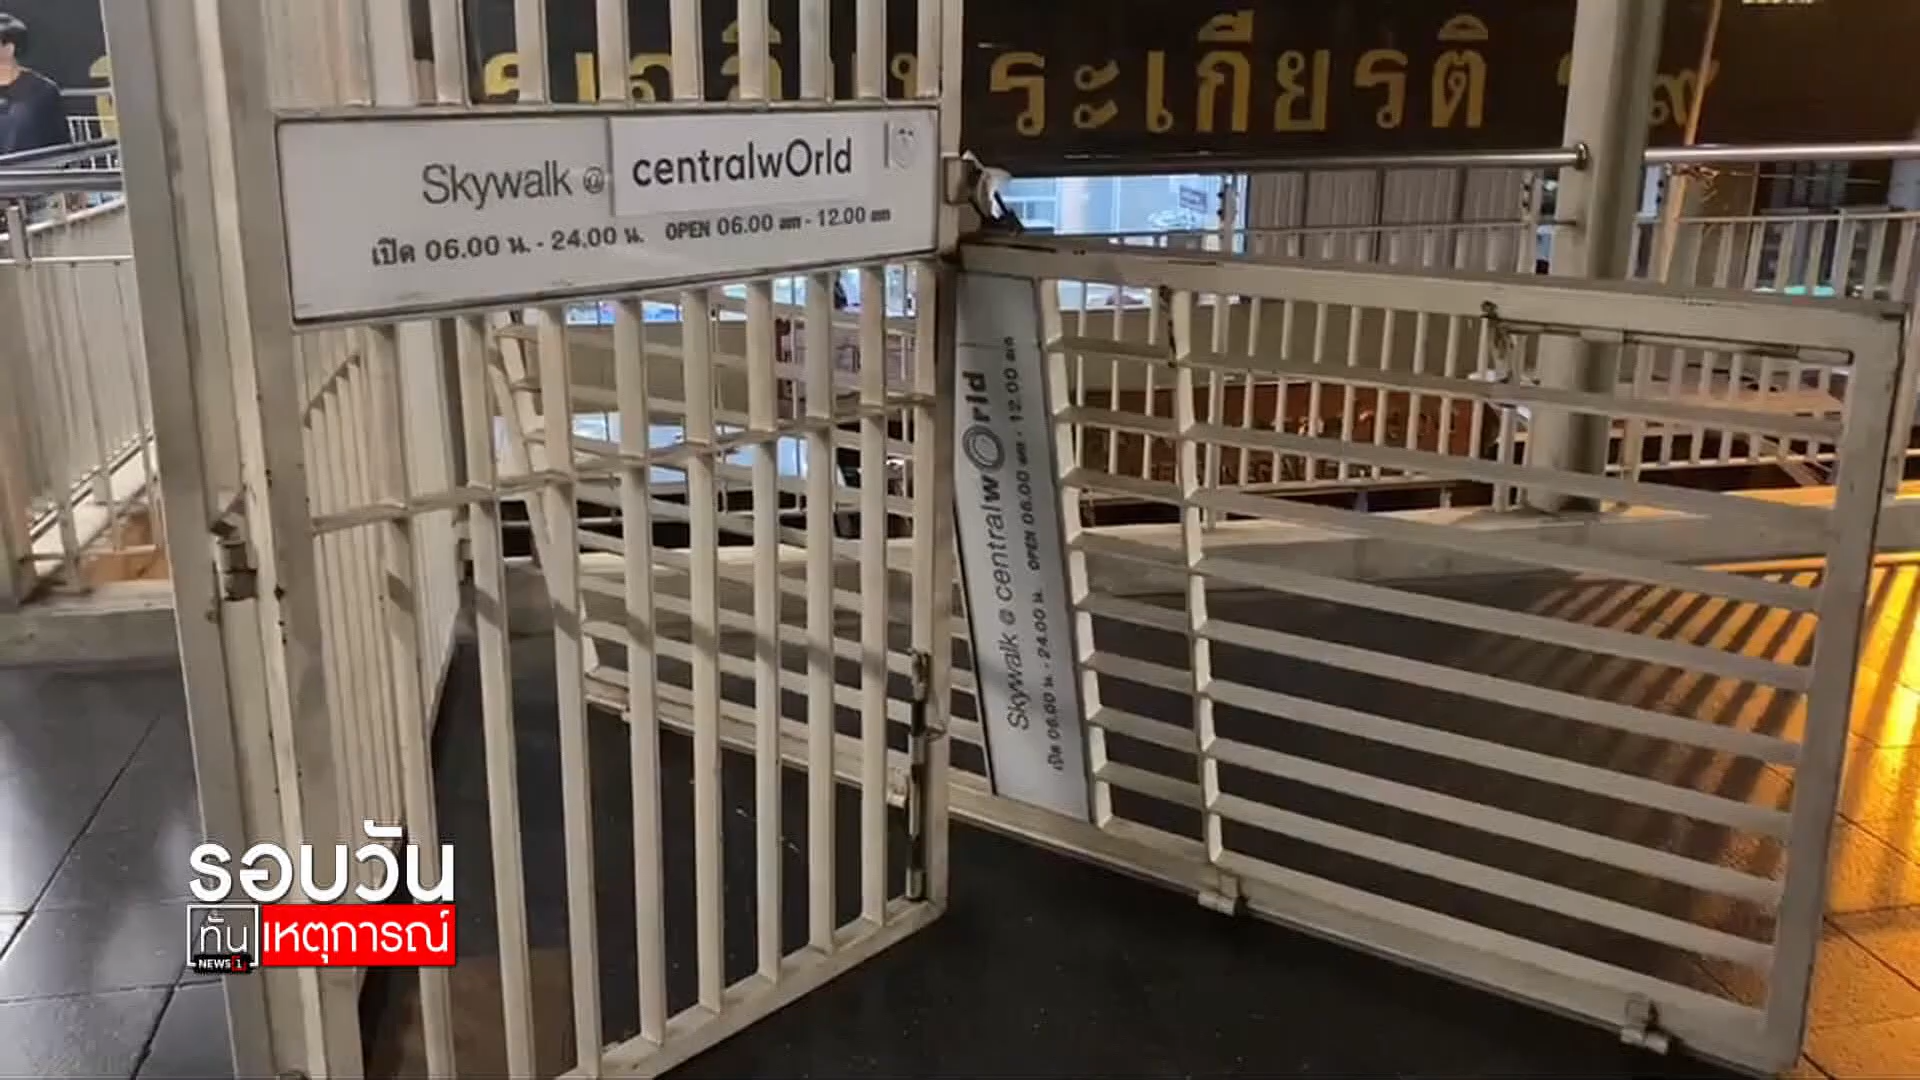 ระเกียรติ
Skywalk @ centralwOrld
เปิด 06.00 น. - 24.00 น. OPEN 06.00 am - 12.00 am
Skywalk @ centralwOrld
เปิด 06.00 น. - 24.00 น. OPEN 06.00 am - 12.00 am
รอบวัน
ทัน เหตุการณ์
NEWS 1